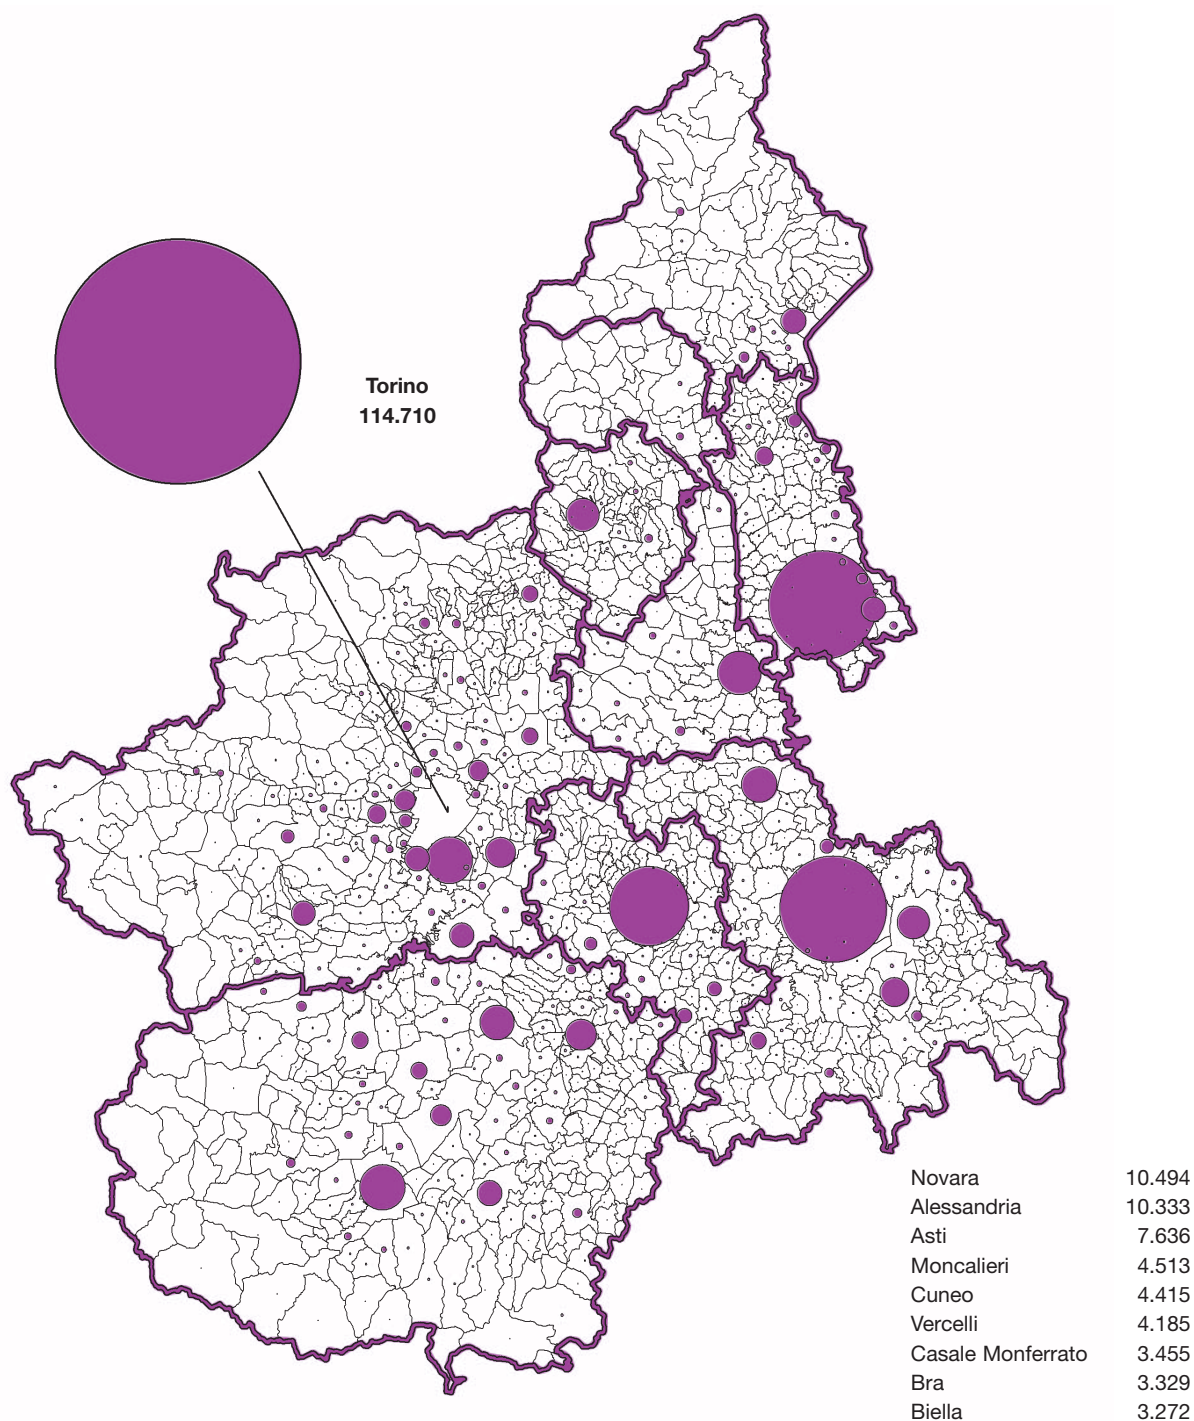 Torino
114.710
Novara 10.494
Alessandria 10.333
Asti 7.636
Moncalieri 4.513
Cuneo 4.415
Vercelli 4.185
Casale Monferrato 3.455
Bra 3.329
Biella 3.272